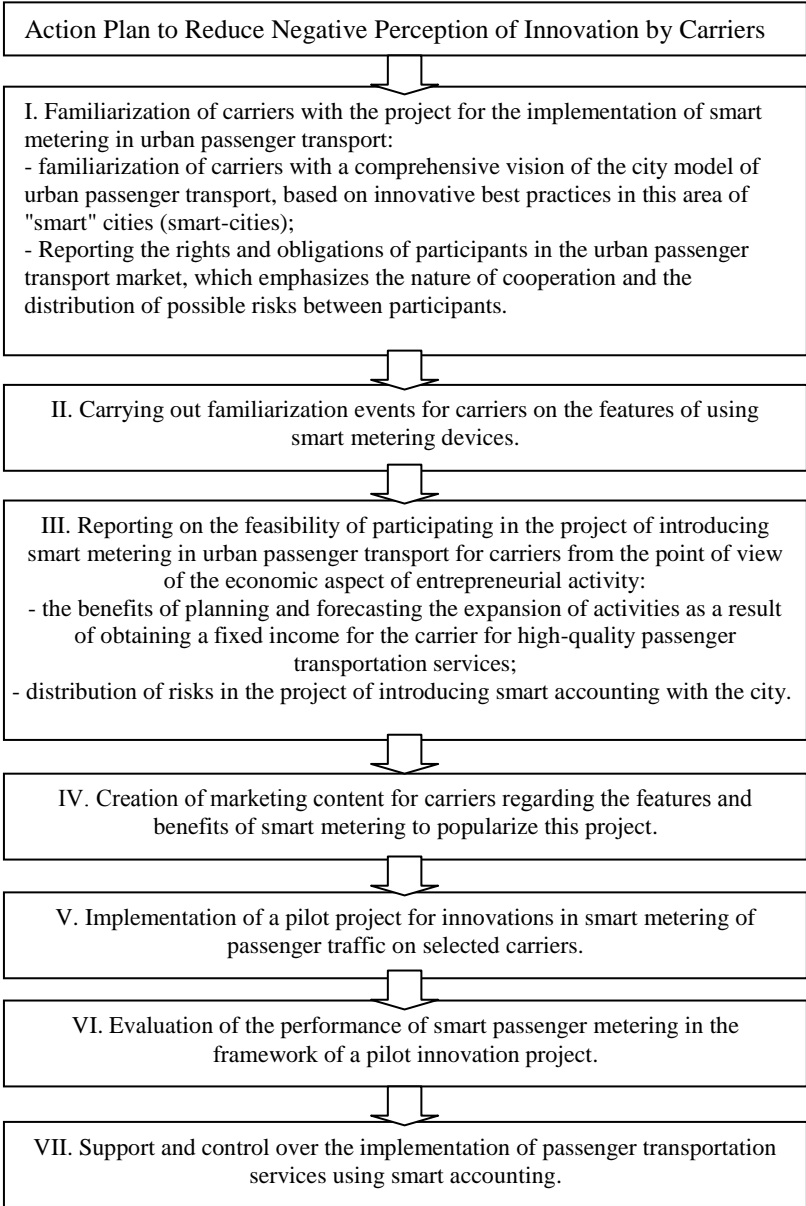 Action Plan to Reduce Negative Perception of Innovation by Carriers
I. Familiarization of carriers with the project for the implementation of smart
metering in urban passenger transport:
- familiarization of carriers with a comprehensive vision of the city model of
urban passenger transport, based on innovative best practices in this area of
"smart" cities (smart-cities);
- Reporting the rights and obligations of participants in the urban passenger
transport market, which emphasizes the nature of cooperation and the
distribution of possible risks between participants.
II. Carrying out familiarization events for carriers on the features of using
smart metering devices.
III. Reporting on the feasibility of participating in the project of introducing
smart metering in urban passenger transport for carriers from the point of view
of the economic aspect of entrepreneurial activity:
- the benefits of planning and forecasting the expansion of activities as a result
of obtaining a fixed income for the carrier for high-quality passenger
transportation services;
- distribution of risks in the project of introducing smart accounting with the city.
IV. Creation of marketing content for carriers regarding the features and
benefits of smart metering to popularize this project.
V. Implementation of a pilot project for innovations in smart metering of
passenger traffic on selected carriers.
VI. Evaluation of the performance of smart passenger metering in the
framework of a pilot innovation project.
VII. Support and control over the implementation of passenger transportation
services using smart accounting.